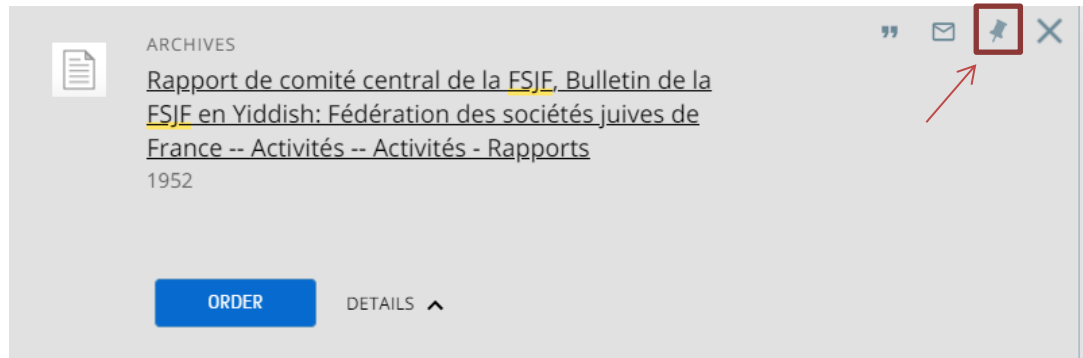 ARCHIVES
Rapport de comité central de la FSJF, Bulletin de la
FSJF en Yiddish: Fédération des sociétés juives de
France -- Activités -- Activités - Rapports
1952
ORDER DETAILS